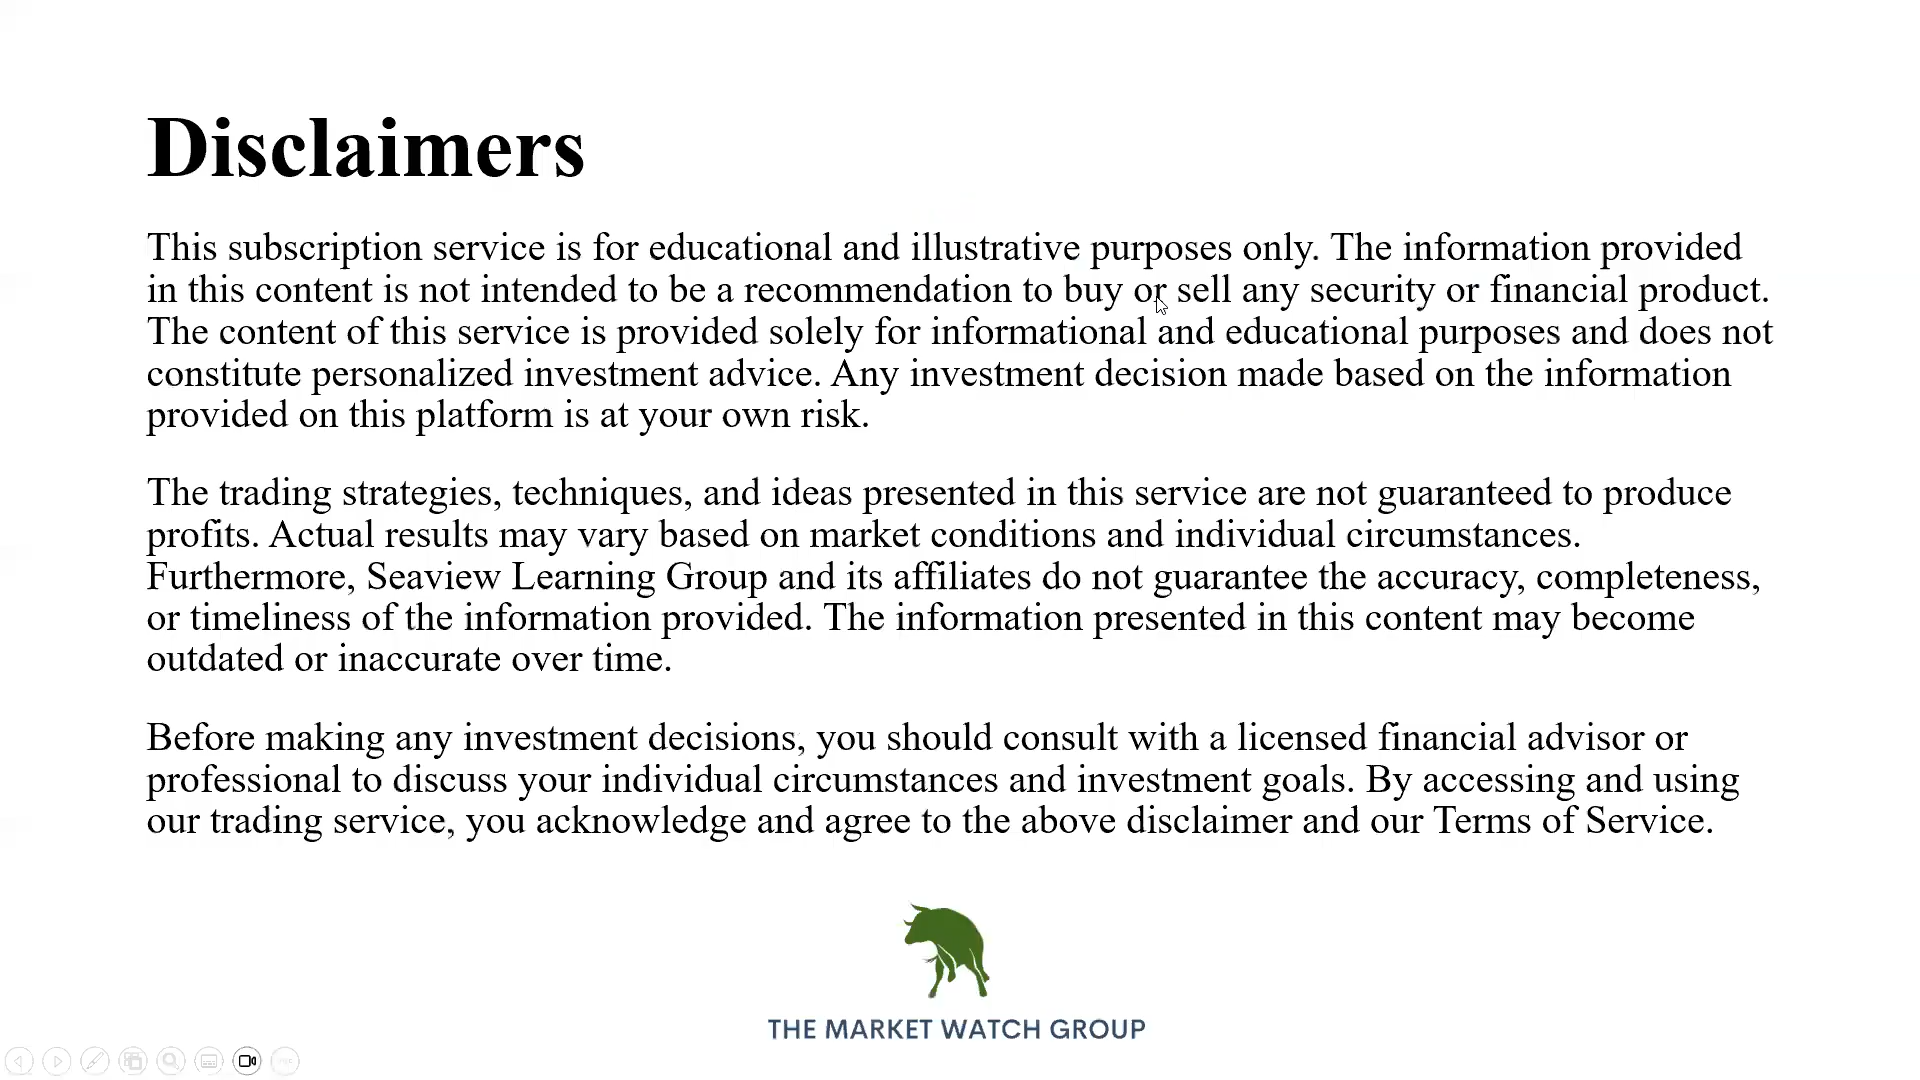 Disclaimers
This subscription service is for educational and illustrative purposes only. The information provided
in this content is not intended to be a recommendation to buy or sell any security or financial product.
The content of this service is provided solely for informational and educational purposes and does not
constitute personalized investment advice. Any investment decision made based on the information
provided on this platform is at your own risk.
The trading strategies, techniques, and ideas presented in this service are not guaranteed to produce
profits. Actual results may vary based on market conditions and individual circumstances.
Furthermore, Seaview Learning Group and its affiliates do not guarantee the accuracy, completeness,
or timeliness of the information provided. The information presented in this content may become
outdated or inaccurate over time.
Before making any investment decisions, you should consult with a licensed financial advisor or
professional to discuss your individual circumstances and investment goals. By accessing and using
our trading service, you acknowledge and agree to the above disclaimer and our Terms of Service.
THE MARKET WATCH GROUP